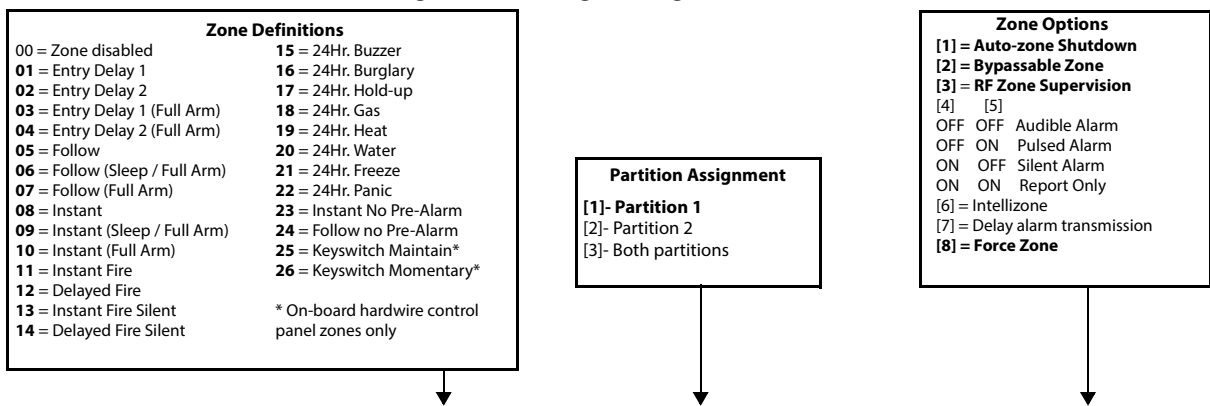 Zone Definitions
00 = Zone disabled
01 = Entry Delay 1
02 = Entry Delay 2
03 = Entry Delay 1 (Full Arm)
04 = Entry Delay 2 (Full Arm)
05 = Follow
06 = Follow (Sleep / Full Arm)
07 = Follow (Full Arm)
08 = Instant
09 = Instant (Sleep / Full Arm)
10 = Instant (Full Arm)
11 = Instant Fire
12 = Delayed Fire
13 = Instant Fire Silent
14 = Delayed Fire Silent
15 = 24Hr. Buzzer
16 = 24Hr. Burglary
17 = 24Hr. Hold-up
18 = 24Hr. Gas
19 = 24Hr. Heat
20 = 24Hr. Water
21 = 24Hr. Freeze
22 = 24Hr. Panic
23 = Instant No Pre-Alarm
24 = Follow no Pre-Alarm
25 = Keyswitch Maintain*
26 = Keyswitch Momentary*
* On-board hardwire control
panel zones only
Partition Assignment
[1]- Partition 1
[2]- Partition 2
[3]- Both partitions
Zone Options
[1] = Auto-zone Shutdown
[2] = Bypassable Zone
[3] = RF Zone Supervision
[4] [5]
OFF OFF Audible Alarm
OFF ON Pulsed Alarm
ON OFF Silent Alarm
ON ON Report Only
[6] = Intellizone
[7] = Delay alarm transmission
[8] = Force Zone